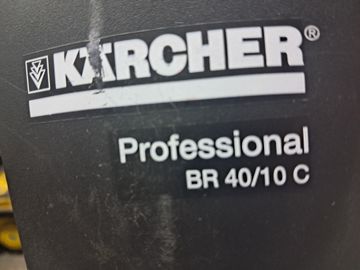 KÄRCHER®
Professional
BR 40/10 C